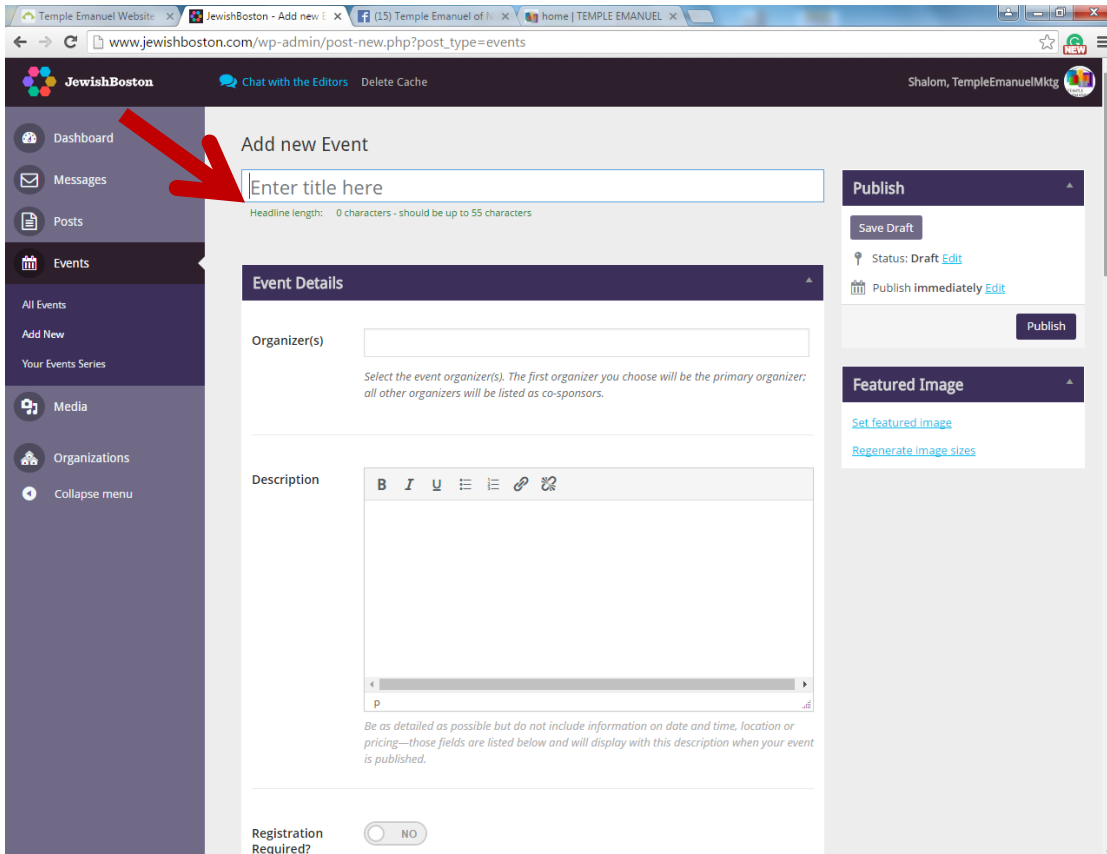 Temple Emanuel Website
JewishBoston - Add new E
(15) Temple Emanuel of N
home | TEMPLE EMANUEL
www.jewishboston.com/wp-admin/post-new.php?post_type=events
NEW
JewishBoston
Chat with the Editors
Delete Cache
Shalom, TempleEmanuelMktg
Dashboard
Messages
Posts
Events
All Events
Add New
Your Events Series
Media
Organizations
Collapse menu
Add new Event
Enter title here
Headline length: 0 characters - should be up to 55 characters
Event Details
Organizer(s)
Select the event organizer(s). The first organizer you choose will be the primary organizer;
all other organizers will be listed as co-sponsors.
Description
B I U
p
Be as detailed as possible but do not include information on date and time, location or
pricing—those fields are listed below and will display with this description when your event
is published.
Registration
Required?
NO
Publish
Save Draft
Status: Draft Edit
Publish immediately Edit
Publish
Featured Image
Set featured image
Regenerate image sizes